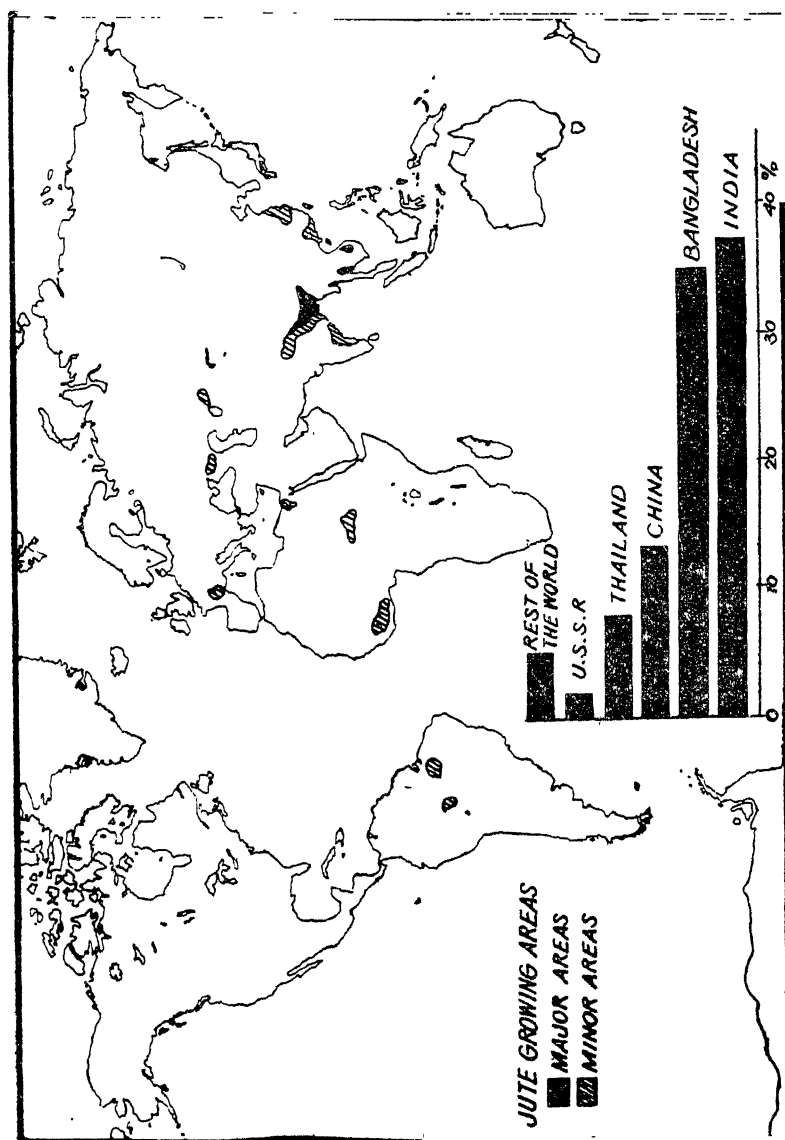 JUTE GROWING AREAS
MAJOR AREAS
MINOR AREAS
REST OF
THE WORLD
U.S.S.R
THAILAND
CHINA
BANGLADESH
INDIA
0 10 20 30 40 %